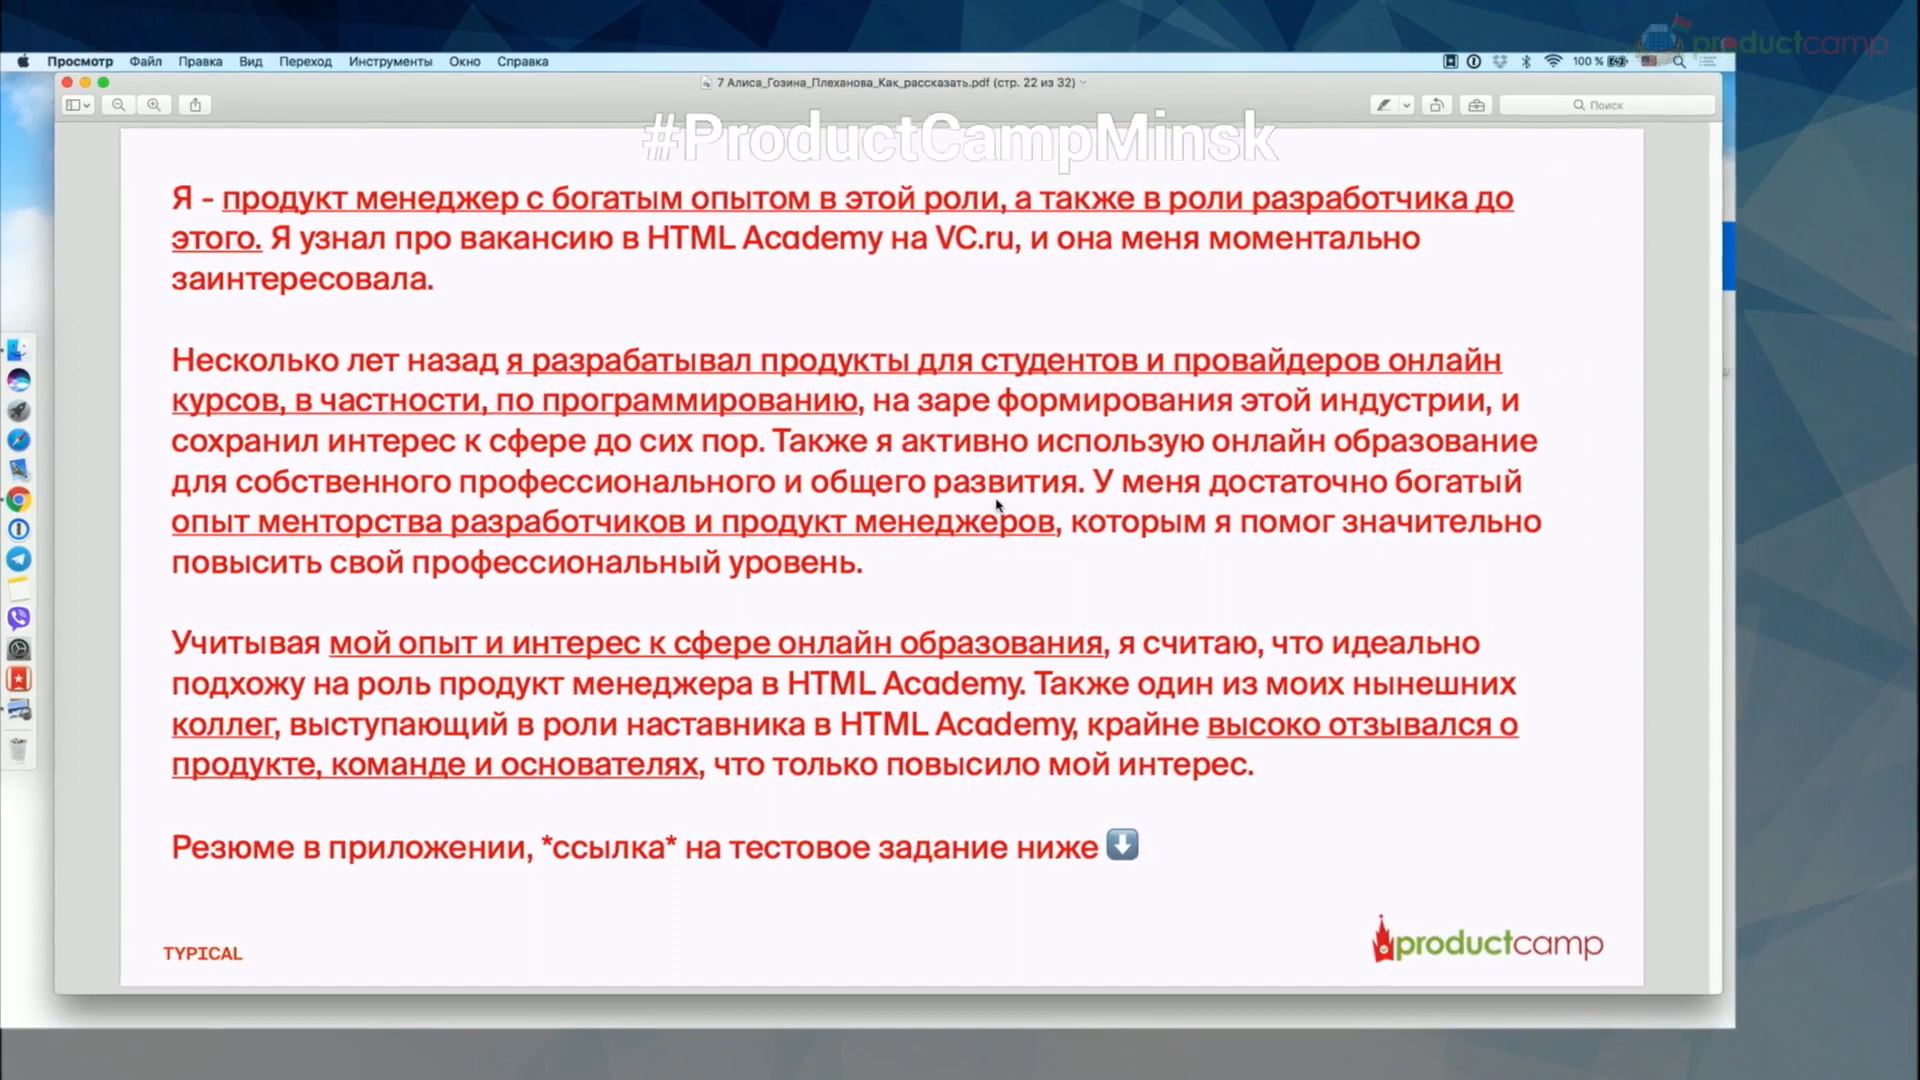 productcamp
Просмотр Файл Правка Вид Переход Инструменты Окно Справка 100 %
7 Алиса_Гозина_Плеханова_Как_рассказать.pdf (стр. 22 из 32)
Поиск
#ProductCampMinsk
Я - продукт менеджер с богатым опытом в этой роли, а также в роли разработчика до
этого. Я узнал про вакансию в HTML Academy на VC.ru, и она меня моментально
заинтересовала.
Несколько лет назад я разрабатывал продукты для студентов и провайдеров онлайн
курсов, в частности, по программированию, на заре формирования этой индустрии, и
сохранил интерес к сфере до сих пор. Также я активно использую онлайн образование
для собственного профессионального и общего развития. У меня достаточно богатый
опыт менторства разработчиков и продукт менеджеров, которым я помог значительно
повысить свой профессиональный уровень.
Учитывая мой опыт и интерес к сфере онлайн образования, я считаю, что идеально
подхожу на роль продукт менеджера в HTML Academy. Также один из моих нынешних
коллег, выступающий в роли наставника в HTML Academy, крайне высоко отзывался о
продукте, команде и основателях, что только повысило мой интерес.
Резюме в приложении, *ссылка* на тестовое задание ниже
TYPICAL
productcamp